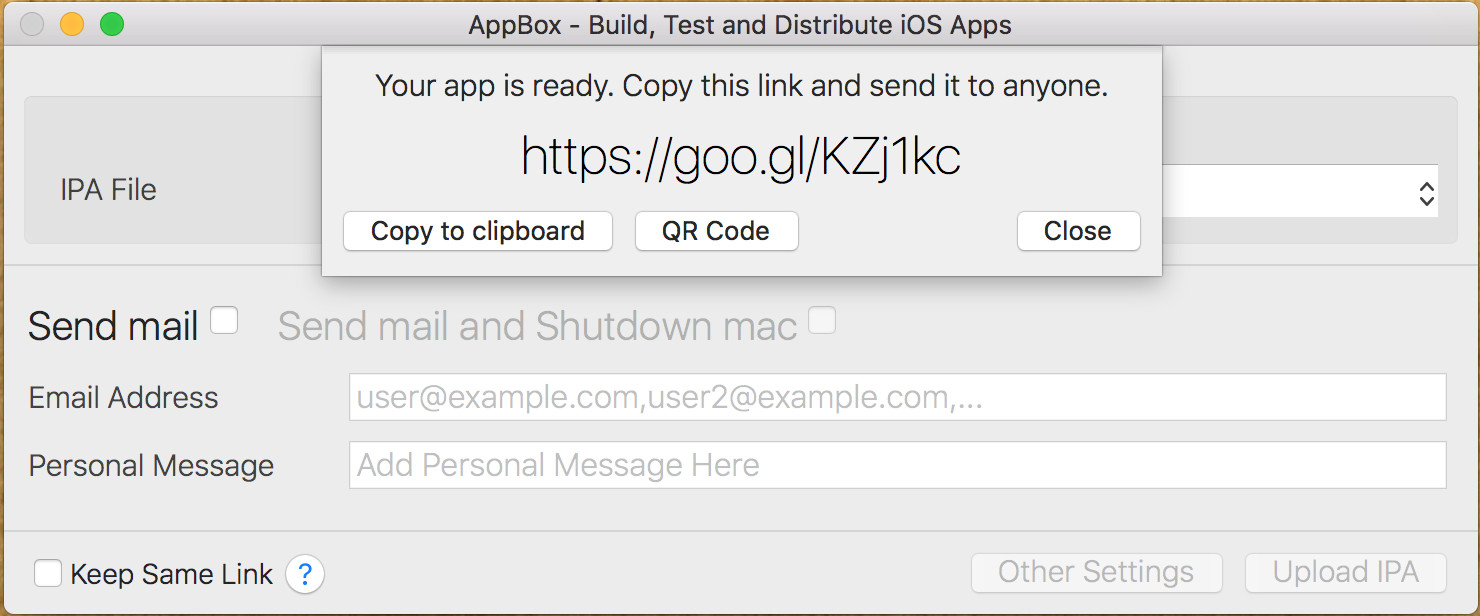 AppBox - Build, Test and Distribute iOS Apps
Your app is ready. Copy this link and send it to anyone.
https://goo.gl/KZj1kc
IPA File
Copy to clipboard QR Code Close
Send mail Send mail and Shutdown mac
Email Address user@example.com,user2@example.com,...
Personal Message Add Personal Message Here
Keep Same Link ? Other Settings Upload IPA